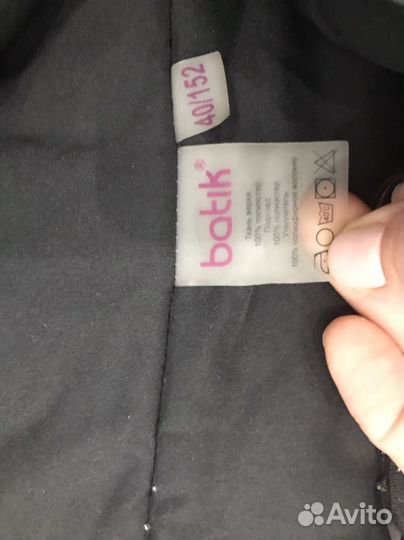 40/152
batik®
Ткань верха:
100% полиэстер
Подклад:
100% полиэстер
Утеплитель:
100% полиэфирное волокно
Avito